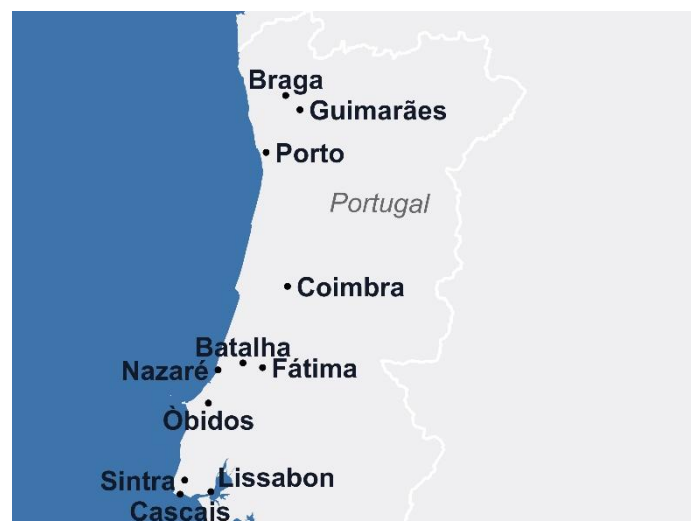 Braga
Guimarães
Porto
Portugal
Coimbra
Batalha
Nazaré
Fátima
Òbidos
Sintra
Lissabon
Cascais